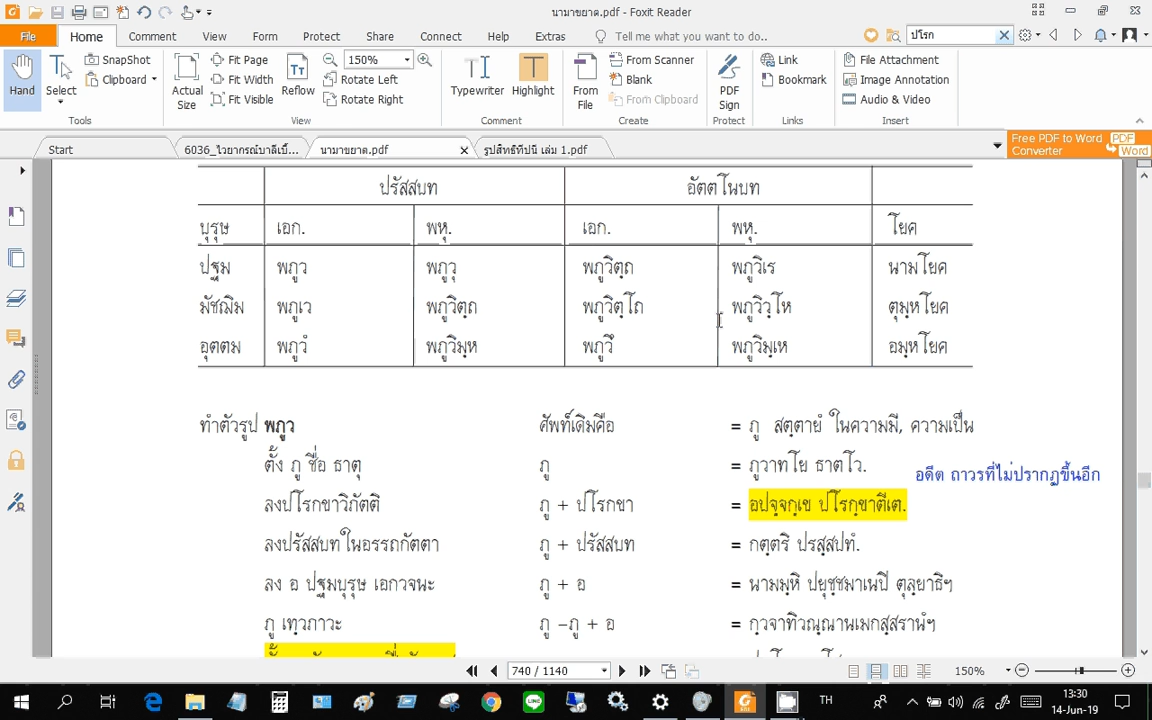 นามาขยาต.pdf - Foxit Reader
File Home Comment View Form Protect Share Connect Help Extras Tell me what you want to do.. ปโรก
SnapShot Fit Page 150% From Scanner Link File Attachment
Clipboard Fit Width Rotate Left Blank Bookmark Image Annotation
Hand Select Actual Size Fit Visible Reflow Rotate Right Typewriter Highlight From File From Clipboard PDF Sign Audio & Video
Tools View Comment Create Protect Links Insert
Start 6036_ไวยากรณ์บาลีเบื้... นามาขยาต.pdf รูปสิทธิทีปนี เล่ม 1.pdf Free PDF to Word Converter PDF Word
ปรัสสบท อัตตโนบท
บุรุษ เอก. พหุ. เอก. พหุ. โยค
ปฐม พภูว พภูวุ พภูวิตฺถ พภูวิเร นามโยค
มัชฌิม พภูเว พภูวิตฺถ พภูวิตฺโถ พภูวิวฺโห ตุมฺหโยค
อุตตม พภูวํ พภูวิมฺห พภูวึ พภูวิมฺเห อมฺหโยค
ทำตัวรูป พภูว ศัพท์เดิมคือ = ภู สตฺตายํ ในความมี, ความเป็น
ตั้ง ภู ชื่อ ธาตุ ภู = ภูวาทโย ธาตโว.
อดีต ถาวรที่ไม่ปรากฏขึ้นอีก
ลงปโรกขาวิภัตติ ภู + ปโรกขา = อปจฺจกฺเข ปโรกฺขาตีเต.
ลงปรัสสบทในอรรถกัตตา ภู + ปรัสสบท = กตฺตริ ปรสฺสปทํ.
ลง อ ปฐมบุรุษ เอกวจนะ ภู + อ = นามมฺหิ ปยุชฺชมาเนปิ ตุลฺยาธิฯ
ภู เทฺวภาวะ ภู –ภู + อ = กฺวจาทิวณฺณานเมกสฺสรานํฯ
740 / 1140 150%
TH 13:30
14-Jun-19